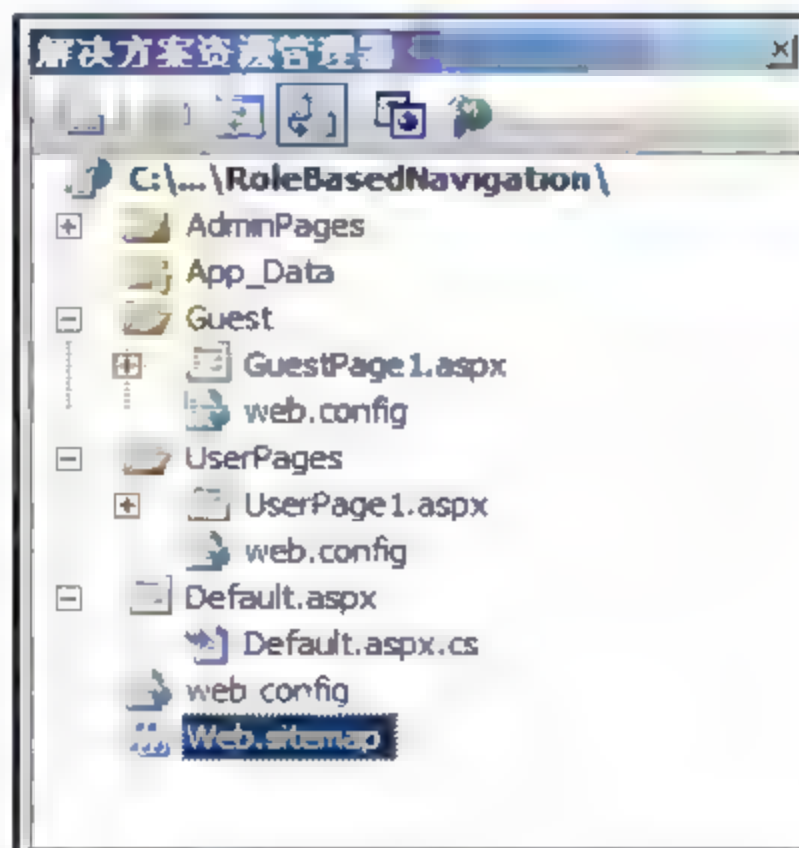 解决方案资源管理器
C:\...\RoleBasedNavigation\
AdminPages
App_Data
Guest
GuestPage1.aspx
web.config
UserPages
UserPage1.aspx
web.config
Default.aspx
Default.aspx.cs
web.config
Web.sitemap